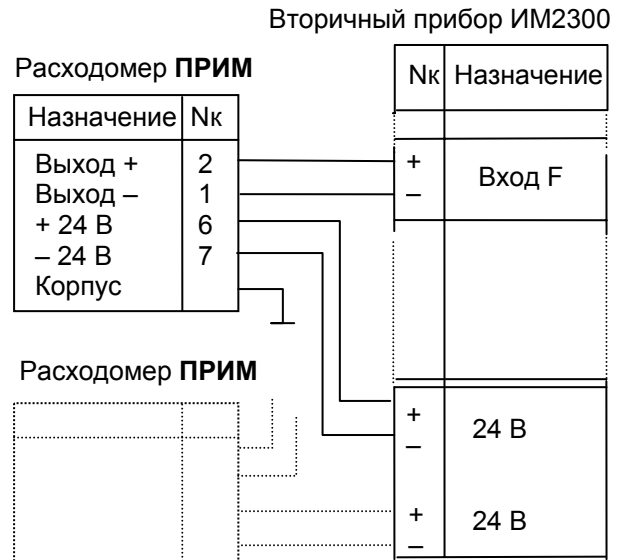 Вторичный прибор ИМ2300
Расходомер ПРИМ
Nк Назначение
Назначение Nк
Выход + 2
Выход – 1
+ 24 В 6
– 24 В 7
Корпус
+
–
Вход F
Расходомер ПРИМ
+
–
24 В
+
–
24 В